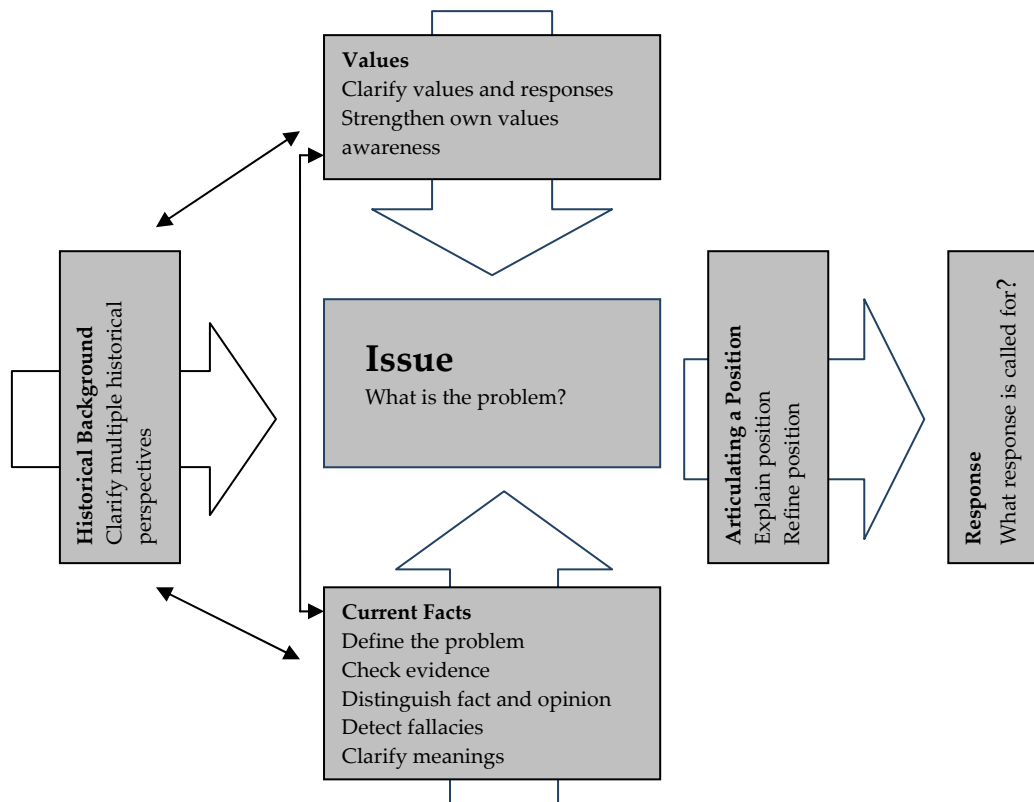 Values
Clarify values and responses
Strengthen own values
awareness
Historical Background
Clarify multiple historical
perspectives
Issue
What is the problem?
Articulating a Position
Explain position
Refine position
Response
What response is called for?
Current Facts
Define the problem
Check evidence
Distinguish fact and opinion
Detect fallacies
Clarify meanings